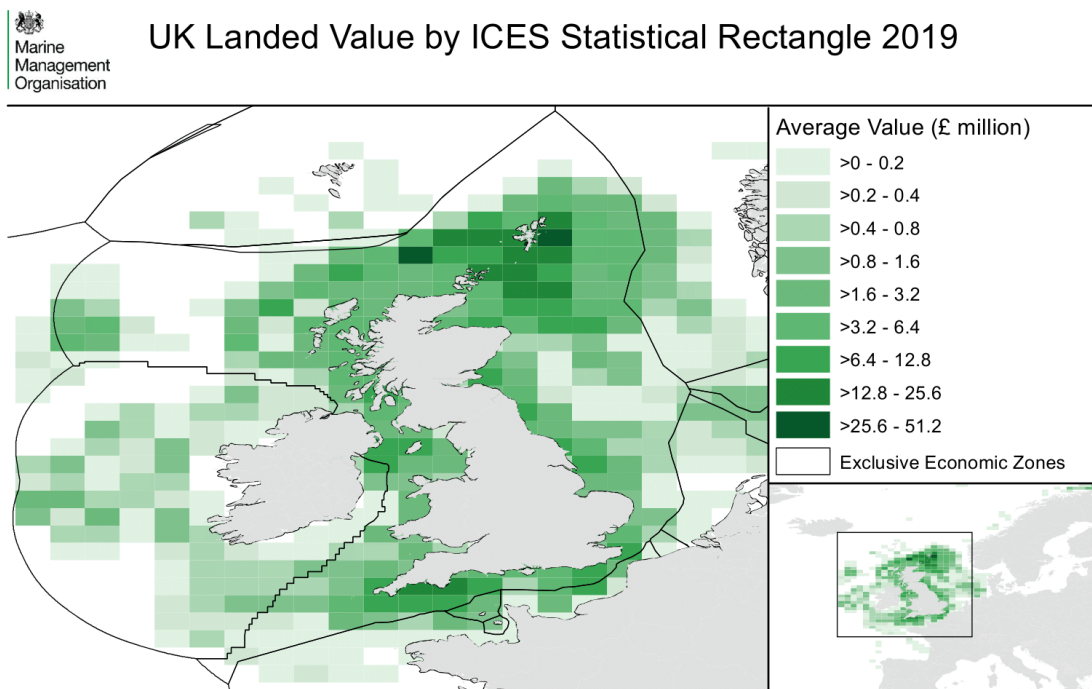 Marine
Management
Organisation
UK Landed Value by ICES Statistical Rectangle 2019
Average Value (£ million)
>0 - 0.2
>0.2 - 0.4
>0.4 - 0.8
>0.8 - 1.6
>1.6 - 3.2
>3.2 - 6.4
>6.4 - 12.8
>12.8 - 25.6
>25.6 - 51.2
Exclusive Economic Zones